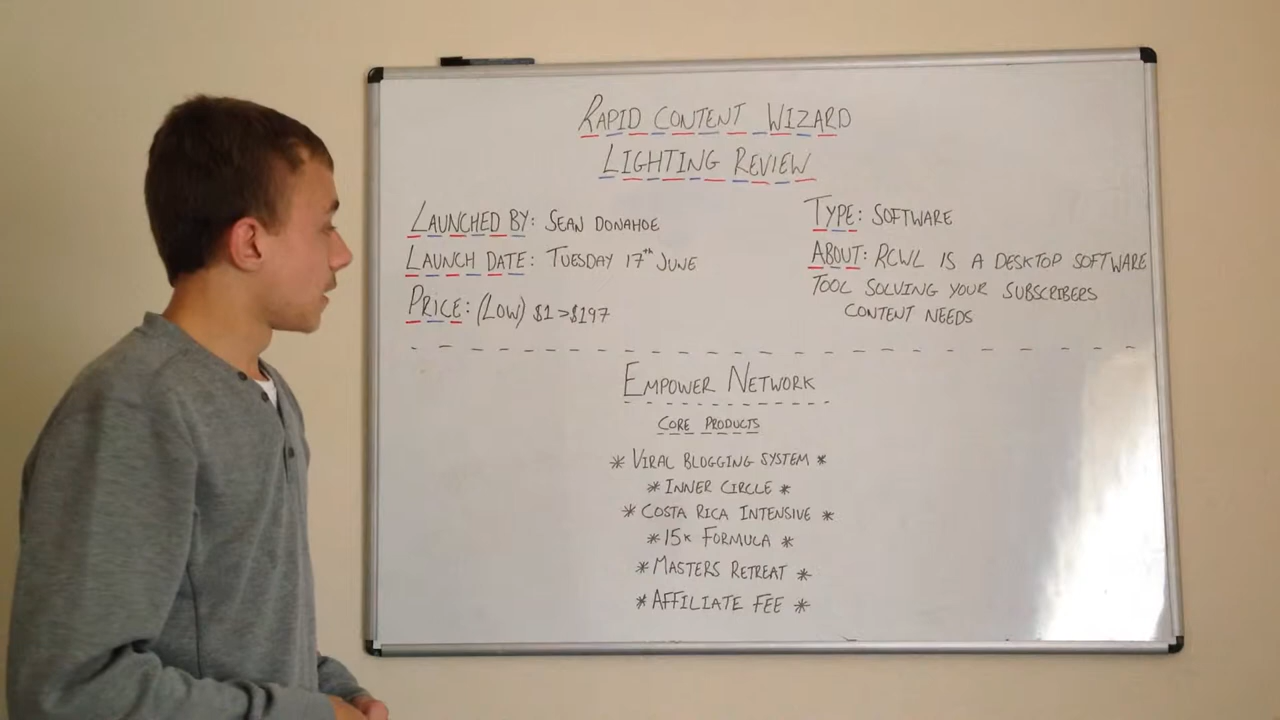 RAPID CONTENT WIZARD
LIGHTING REVIEW
LAUNCHED BY: SEAN DONAHOE
LAUNCH DATE: TUESDAY 17th JUNE
PRICE: (LOW) $1 >$197
TYPE: SOFTWARE
ABOUT: RCWL IS A DESKTOP SOFTWARE
TOOL SOLVING YOUR SUBSCRIBERS
CONTENT NEEDS
EMPOWER NETWORK
CORE PRODUCTS
* VIRAL BLOGGING SYSTEM *
* INNER CIRCLE *
* COSTA RICA INTENSIVE *
* 15K FORMULA *
* MASTERS RETREAT *
* AFFILIATE FEE *